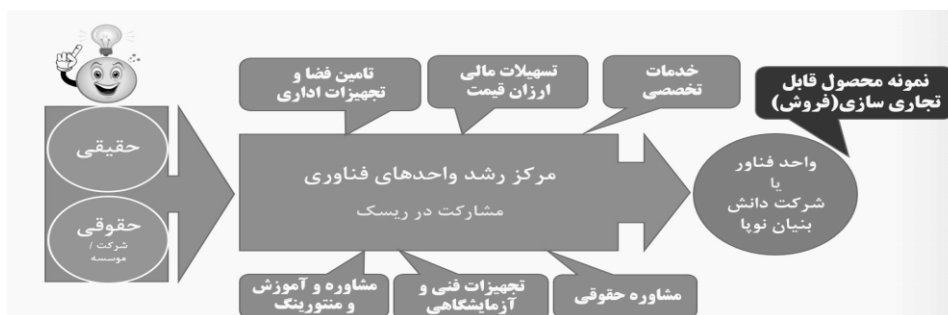 تامین فضا و
تجهیزات اداری
تسهیلات مالی
ارزان قیمت
خدمات
تخصصی
نمونه محصول قابل
تجاری سازی(فروش)
حقیقی
حقوقی
شرکت /
موسسه
مرکز رشد واحدهای فناوری
مشارکت در ریسک
واحد فناور
یا
شرکت دانش
بنیان نوپا
مشاوره و آموزش
و منتورینگ
تجهیزات فنی و
آزمایشگاهی
مشاوره حقوقی